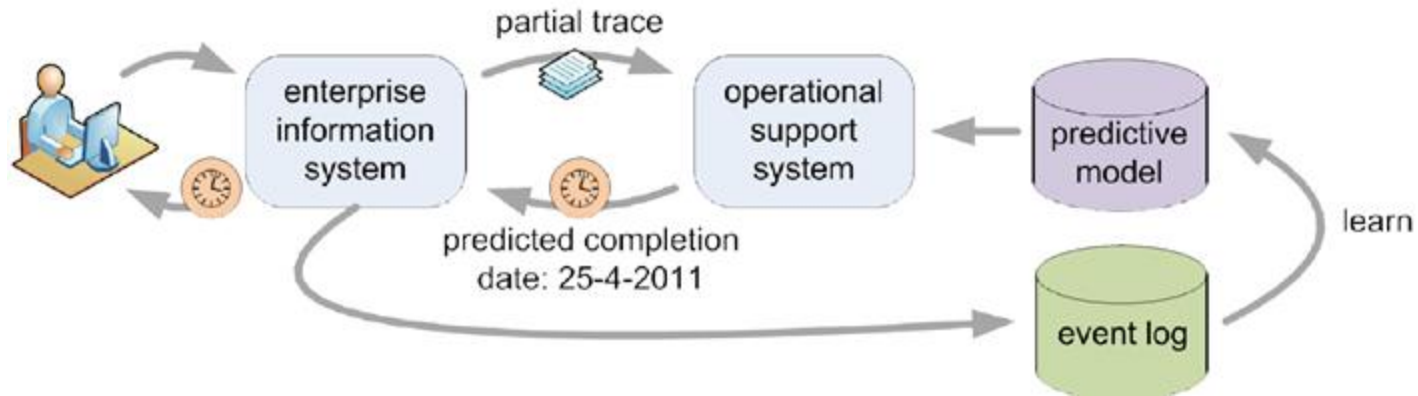 partial trace
enterprise
information
system
operational
support
system
predictive
model
learn
predicted completion
date: 25-4-2011
event log